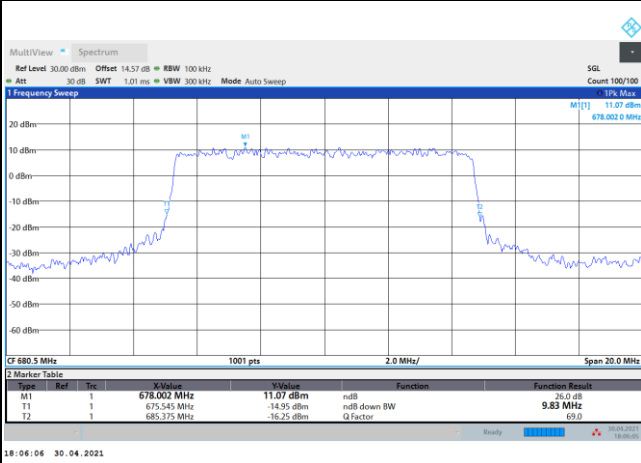 MultiView Spectrum
Ref Level 30.00 dBm Offset 14.57 dB RBW 100 kHz SGL
Att 30 dB SWT 1.01 ms VBW 300 kHz Mode Auto Sweep Count 100/100
1 Frequency Sweep 1Pk Max
M1[1] 11.07 dBm
678.002 0 MHz
20 dBm
M1
10 dBm
0 dBm
-10 dBm
T1 T2
-20 dBm
-30 dBm
-40 dBm
-50 dBm
-60 dBm
CF 680.5 MHz 1001 pts 2.0 MHz/ Span 20.0 MHz
2 Marker Table
Type Ref Trc X-Value Y-Value Function Function Result
M1 1 678.002 MHz 11.07 dBm ndB 26.0 dB
T1 1 675.545 MHz -14.95 dBm ndB down BW 9.83 MHz
T2 1 685.375 MHz -16.25 dBm Q Factor 69.0
Ready 30.04.2021
18:06:05
18:06:06 30.04.2021